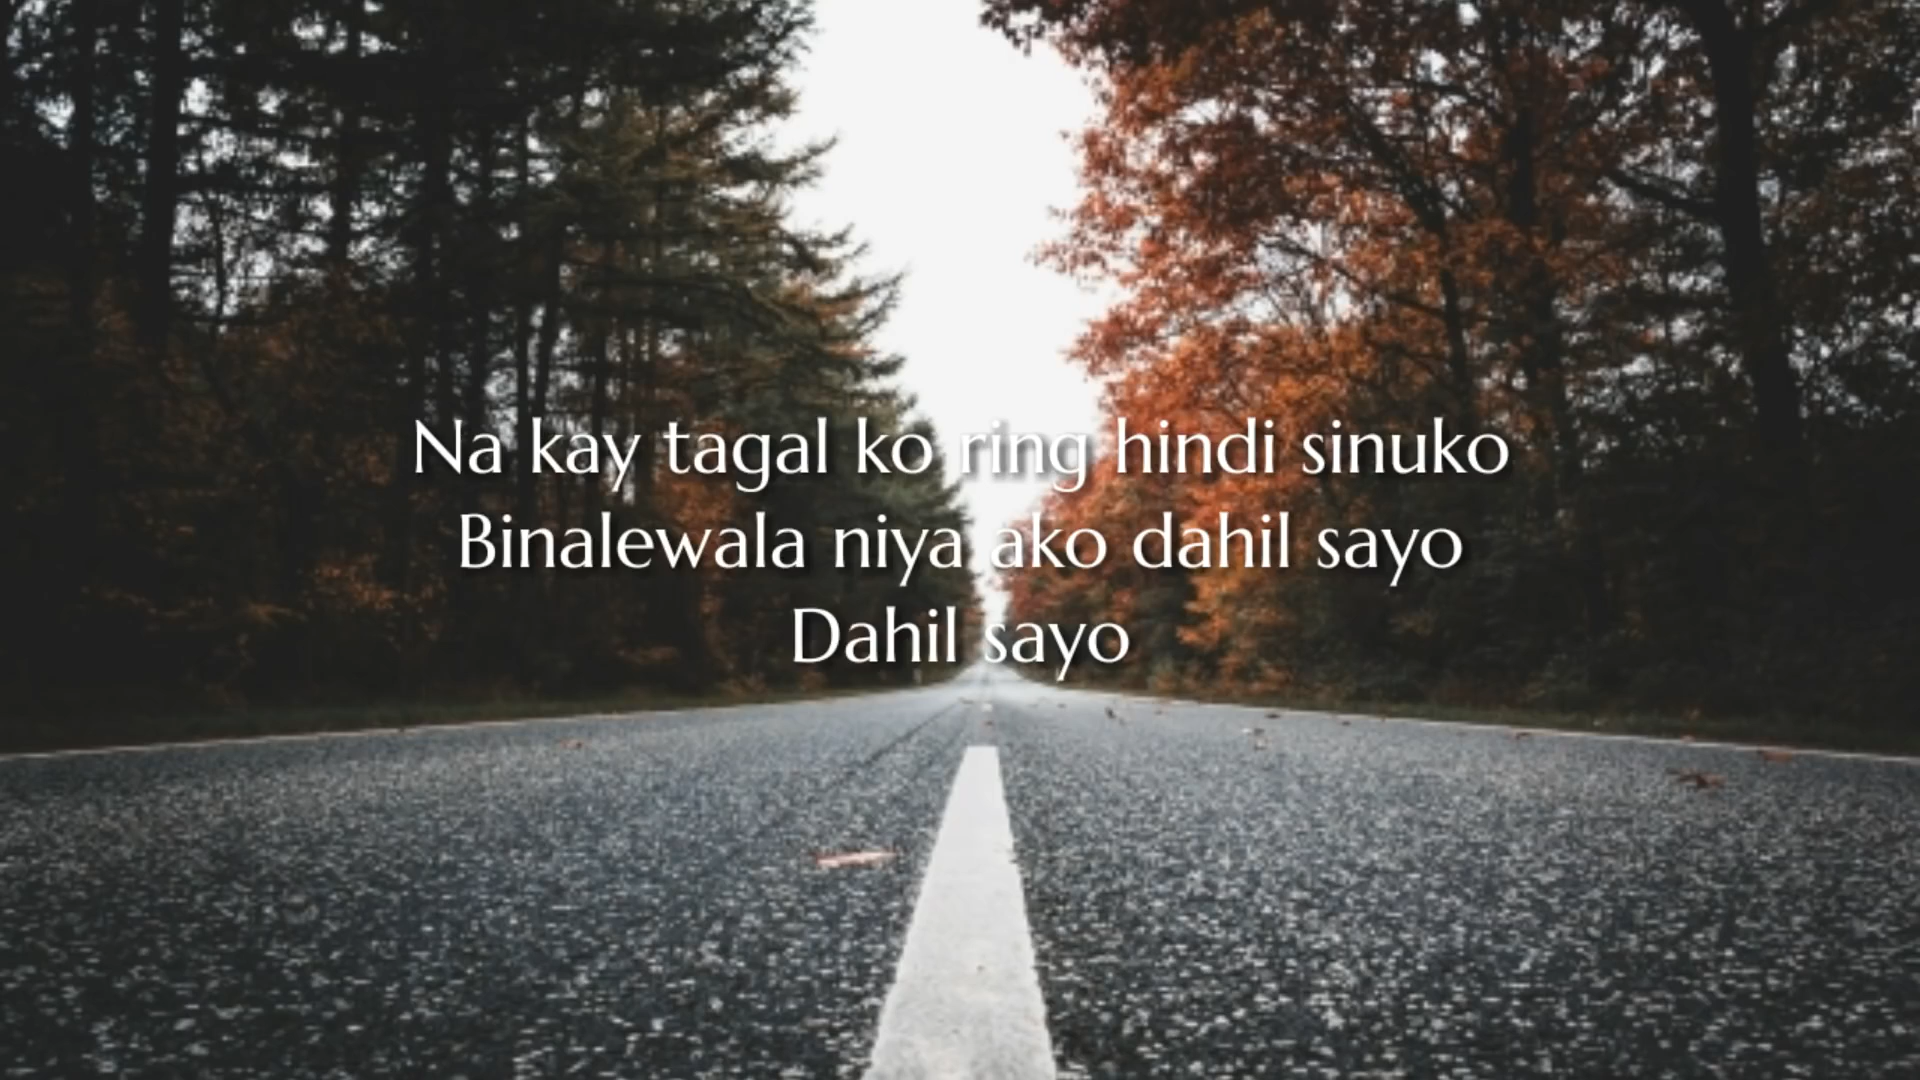 Na kay tagal ko ring hindi sinuko
Binalewala niya ako dahil sayo
Dahil sayo